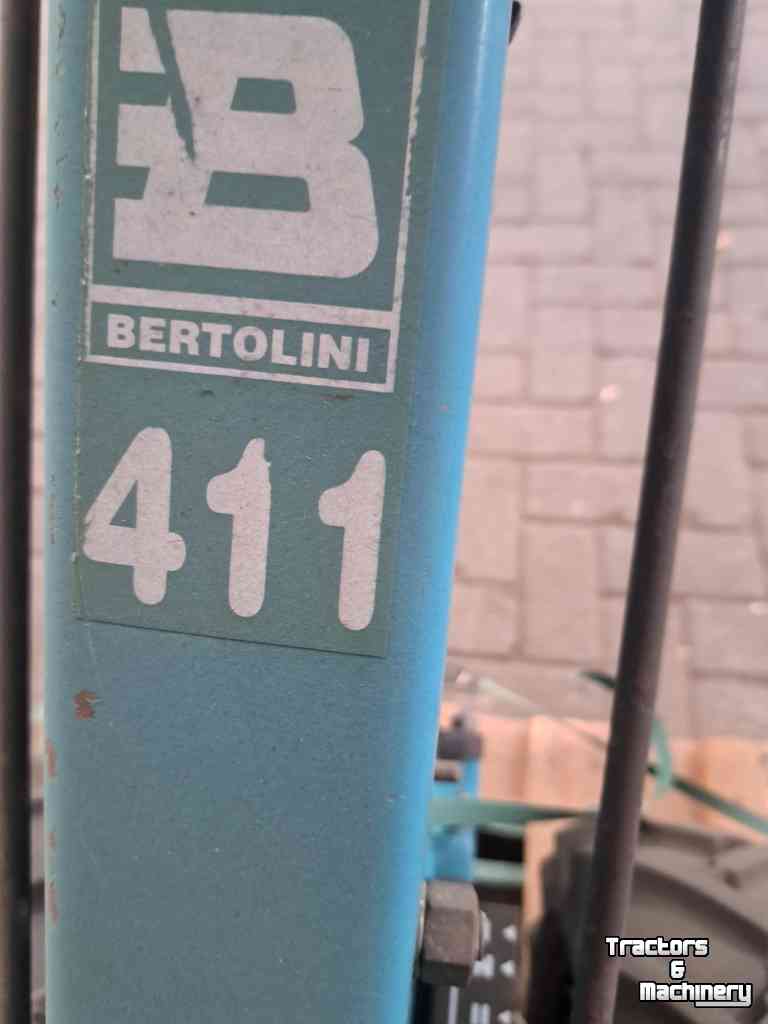 B
BERTOLINI
411
Tractors
&
Machinery